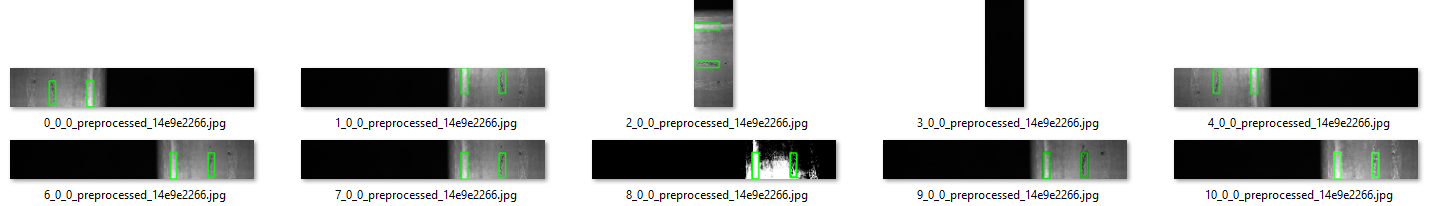 0_0_0_preprocessed_14e9e2266.jpg
1_0_0_preprocessed_14e9e2266.jpg
2_0_0_preprocessed_14e9e2266.jpg
3_0_0_preprocessed_14e9e2266.jpg
4_0_0_preprocessed_14e9e2266.jpg
6_0_0_preprocessed_14e9e2266.jpg
7_0_0_preprocessed_14e9e2266.jpg
8_0_0_preprocessed_14e9e2266.jpg
9_0_0_preprocessed_14e9e2266.jpg
10_0_0_preprocessed_14e9e2266.jpg